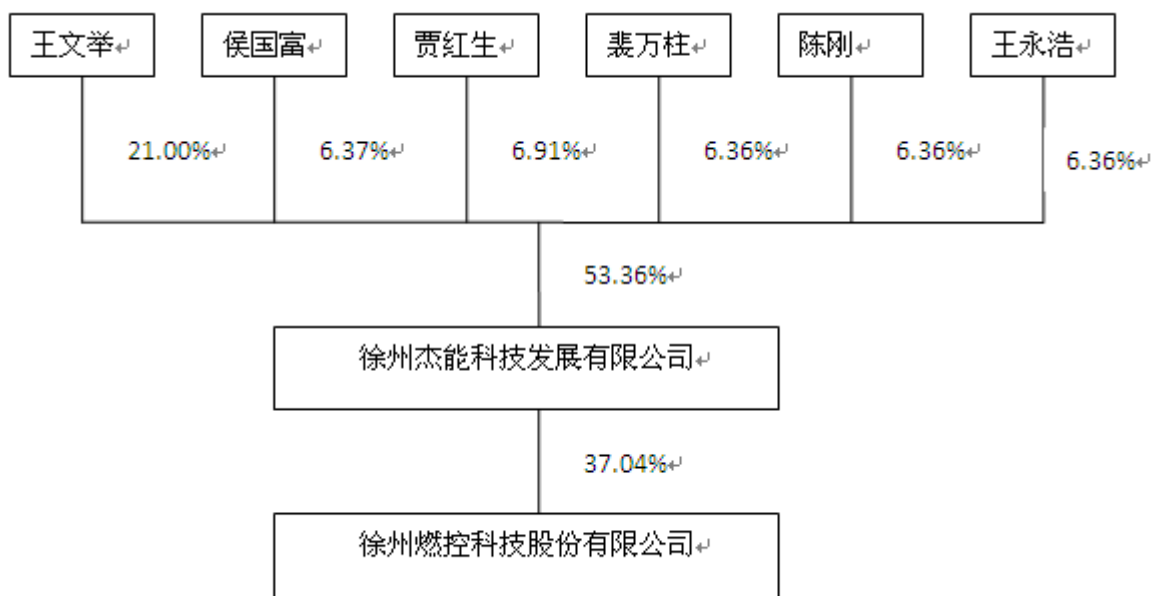 王文举 侯国富 贾红生 裴万柱 陈刚 王永浩
21.00% 6.37% 6.91% 6.36% 6.36% 6.36%
53.36%
徐州杰能科技发展有限公司
37.04%
徐州燃控科技股份有限公司